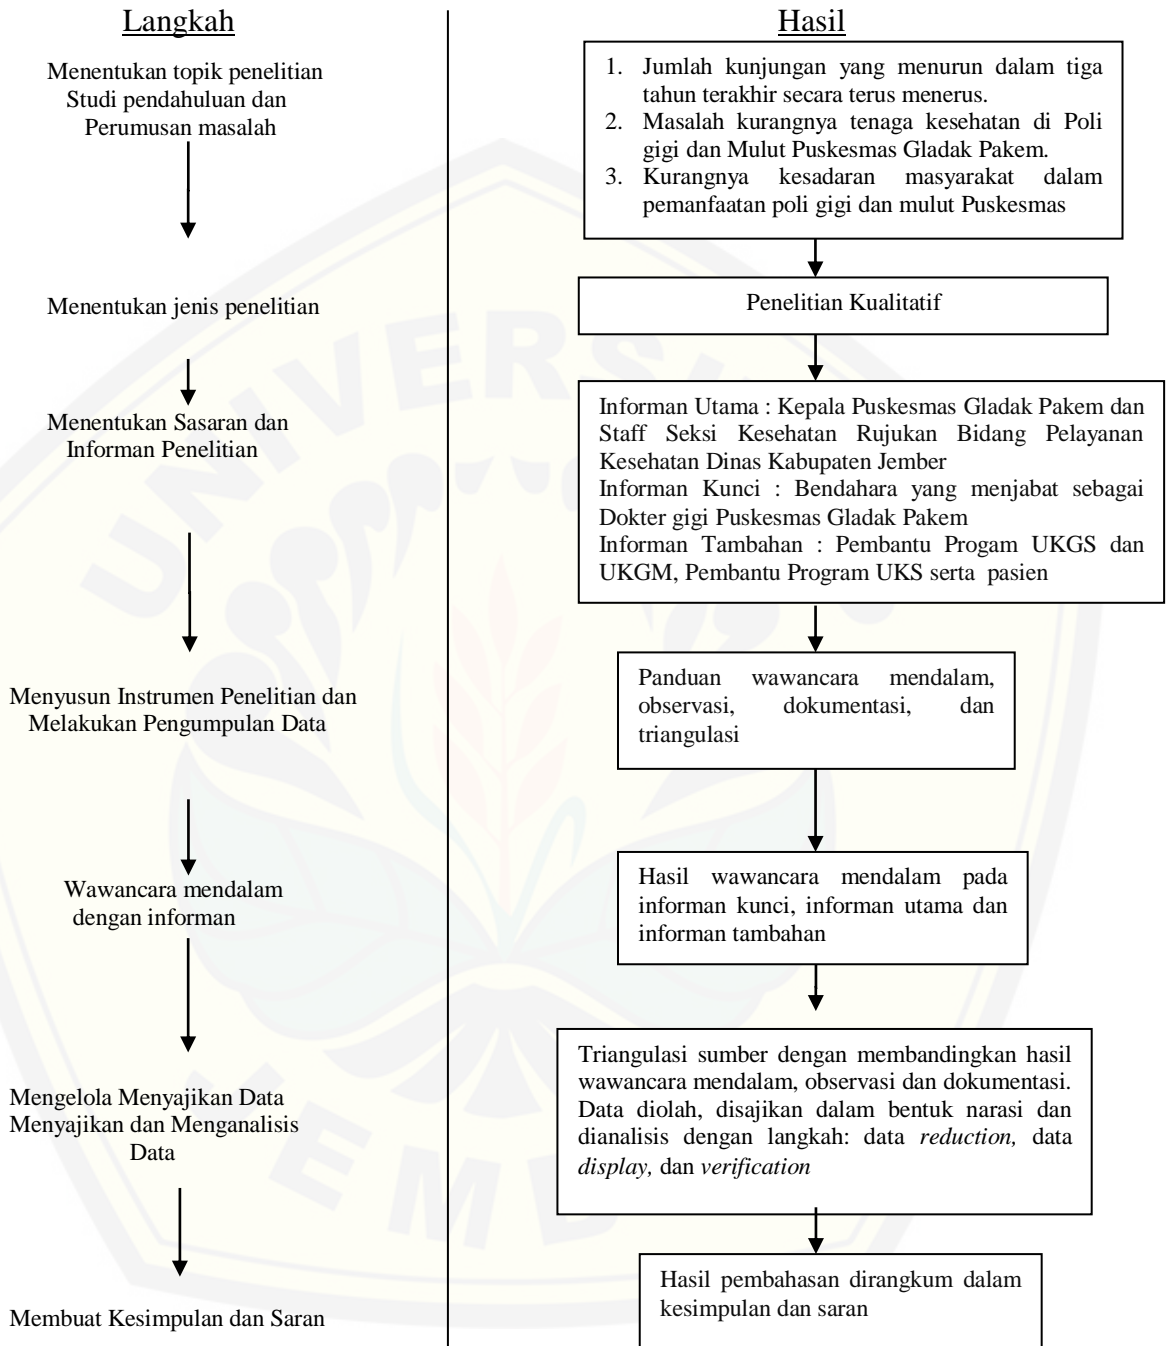 Langkah
Hasil
Menentukan topik penelitian
Studi pendahuluan dan
Perumusan masalah
1. Jumlah kunjungan yang menurun dalam tiga
tahun terakhir secara terus menerus.
2. Masalah kurangnya tenaga kesehatan di Poli
gigi dan Mulut Puskesmas Gladak Pakem.
3. Kurangnya kesadaran masyarakat dalam
pemanfaatan poli gigi dan mulut Puskesmas
Menentukan jenis penelitian
Penelitian Kualitatif
Menentukan Sasaran dan
Informan Penelitian
Informan Utama : Kepala Puskesmas Gladak Pakem dan
Staff Seksi Kesehatan Rujukan Bidang Pelayanan
Kesehatan Dinas Kabupaten Jember
Informan Kunci : Bendahara yang menjabat sebagai
Dokter gigi Puskesmas Gladak Pakem
Informan Tambahan : Pembantu Progam UKGS dan
UKGM, Pembantu Program UKS serta pasien
Menyusun Instrumen Penelitian dan
Melakukan Pengumpulan Data
Panduan wawancara mendalam,
observasi, dokumentasi, dan
triangulasi
Wawancara mendalam
dengan informan
Hasil wawancara mendalam pada
informan kunci, informan utama dan
informan tambahan
Mengelola Menyajikan Data
Menyajikan dan Menganalisis
Data
Triangulasi sumber dengan membandingkan hasil
wawancara mendalam, observasi dan dokumentasi.
Data diolah, disajikan dalam bentuk narasi dan
dianalisis dengan langkah: data reduction, data
display, dan verification
Membuat Kesimpulan dan Saran
Hasil pembahasan dirangkum dalam
kesimpulan dan saran